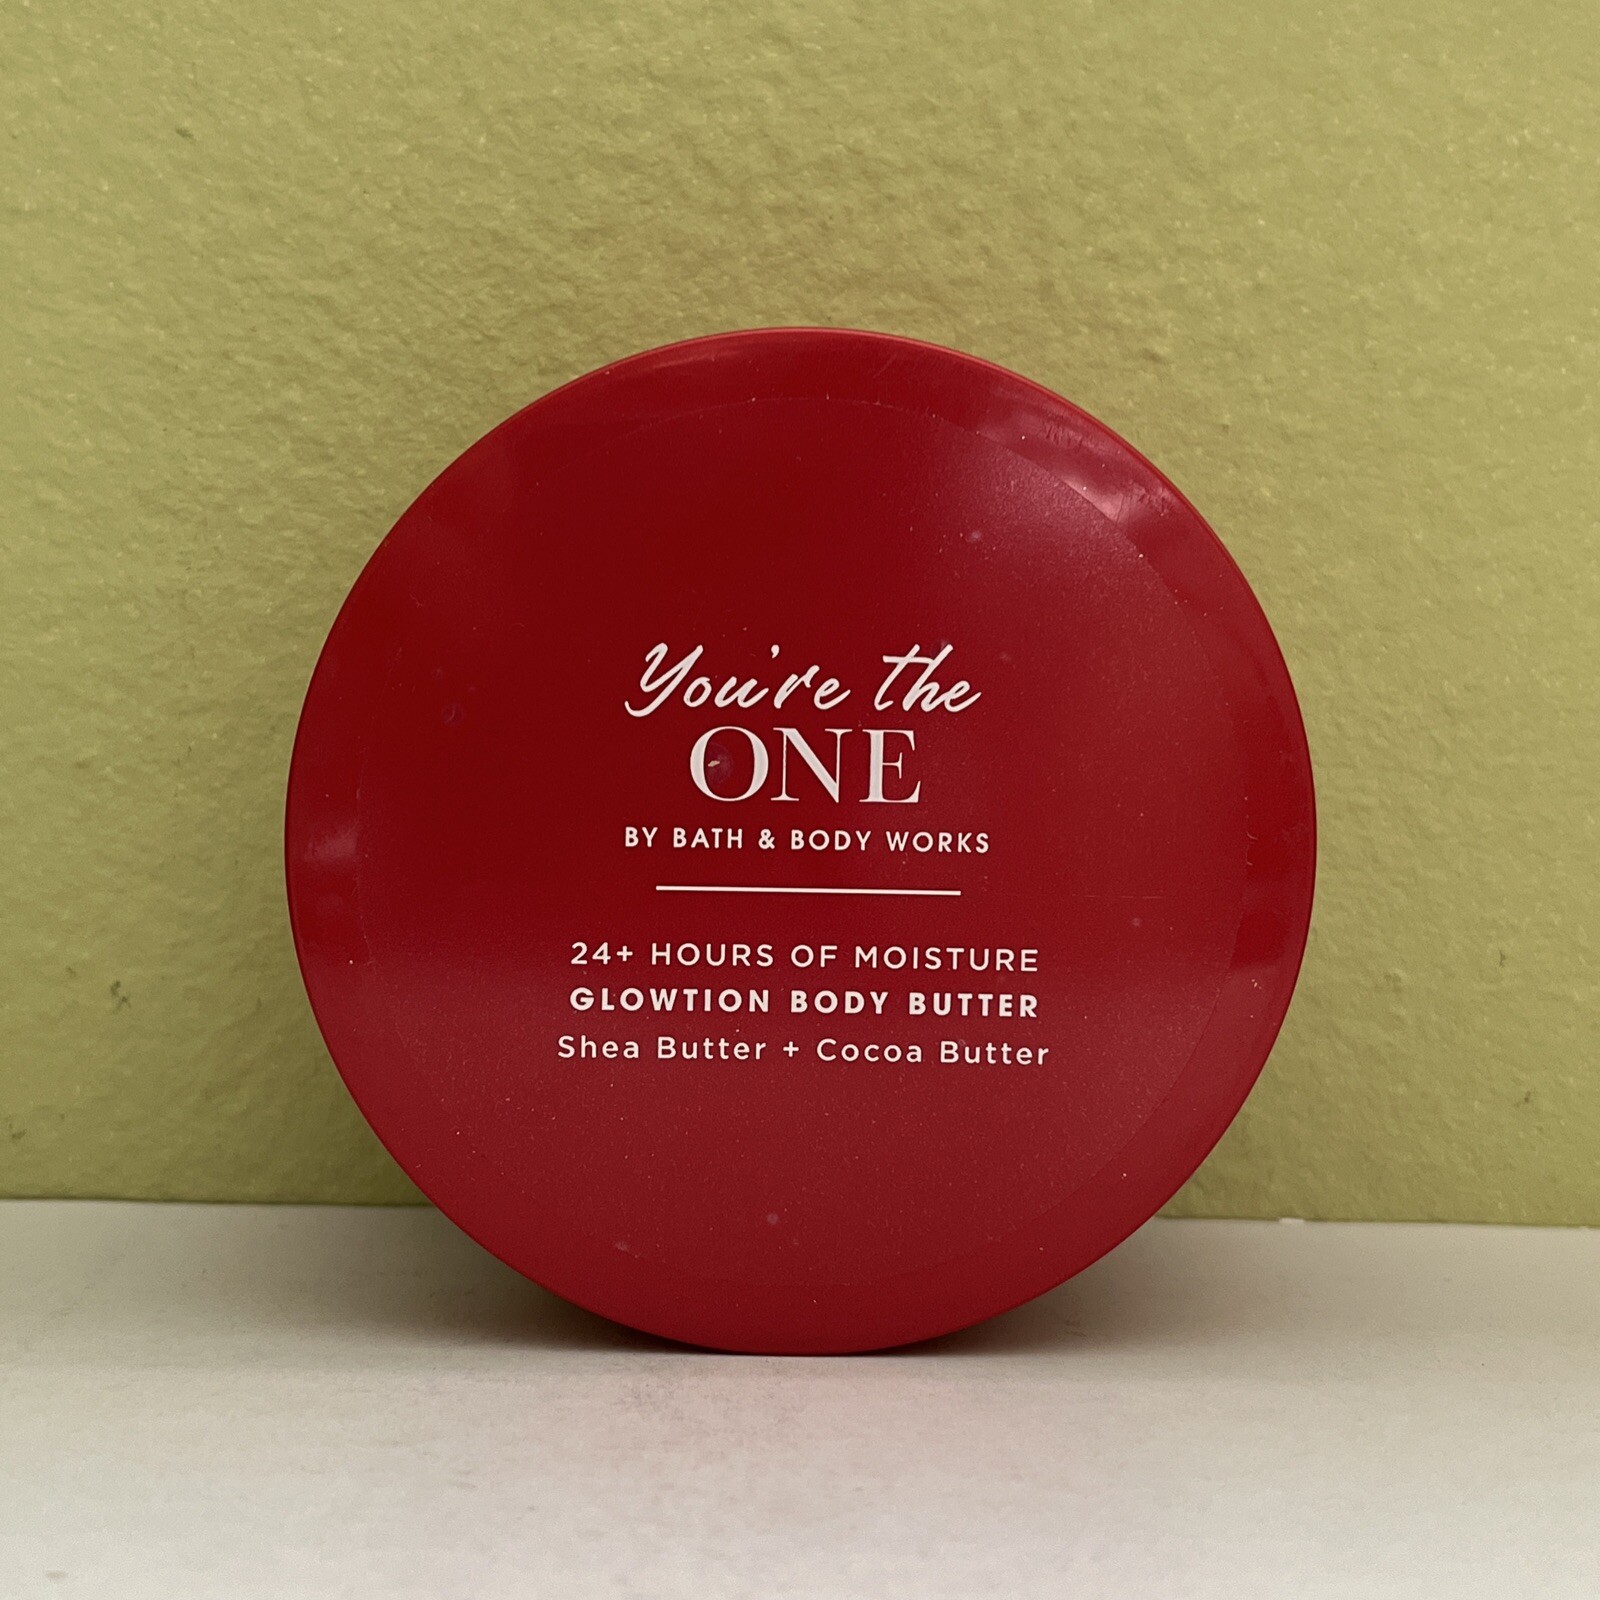 You're the
ONE
BY BATH & BODY WORKS
24+ HOURS OF MOISTURE
GLOWTION BODY BUTTER
Shea Butter + Cocoa Butter